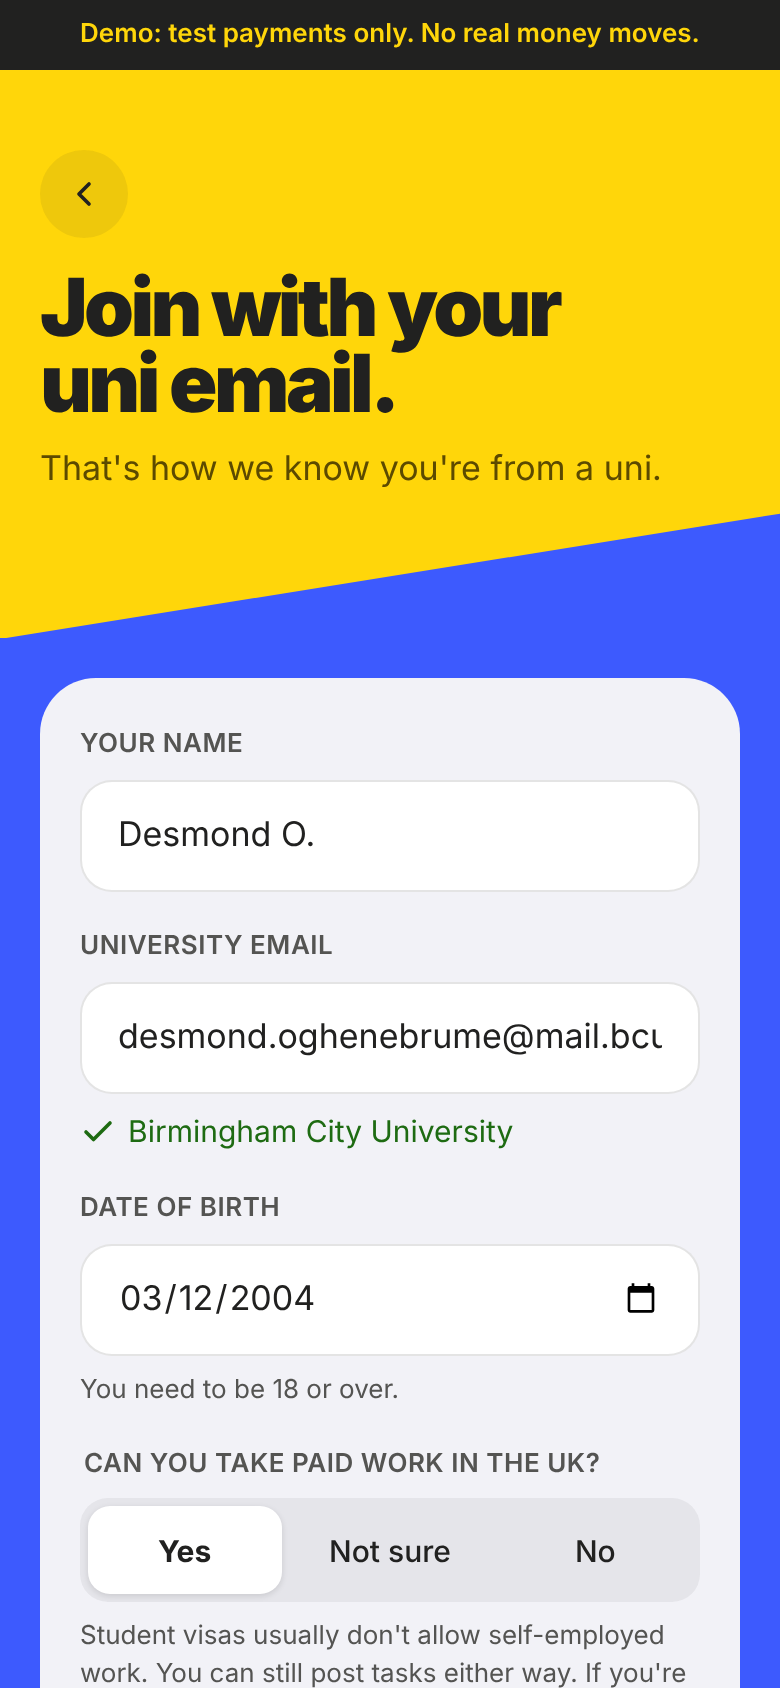 Demo: test payments only. No real money moves.
Join with your
uni email.
That's how we know you're from a uni.
YOUR NAME
Desmond O.
UNIVERSITY EMAIL
desmond.oghenebrume@mail.bcu
Birmingham City University
DATE OF BIRTH
03/12/2004
You need to be 18 or over.
CAN YOU TAKE PAID WORK IN THE UK?
Yes Not sure No
Student visas usually don't allow self-employed
work. You can still post tasks either way. If you're